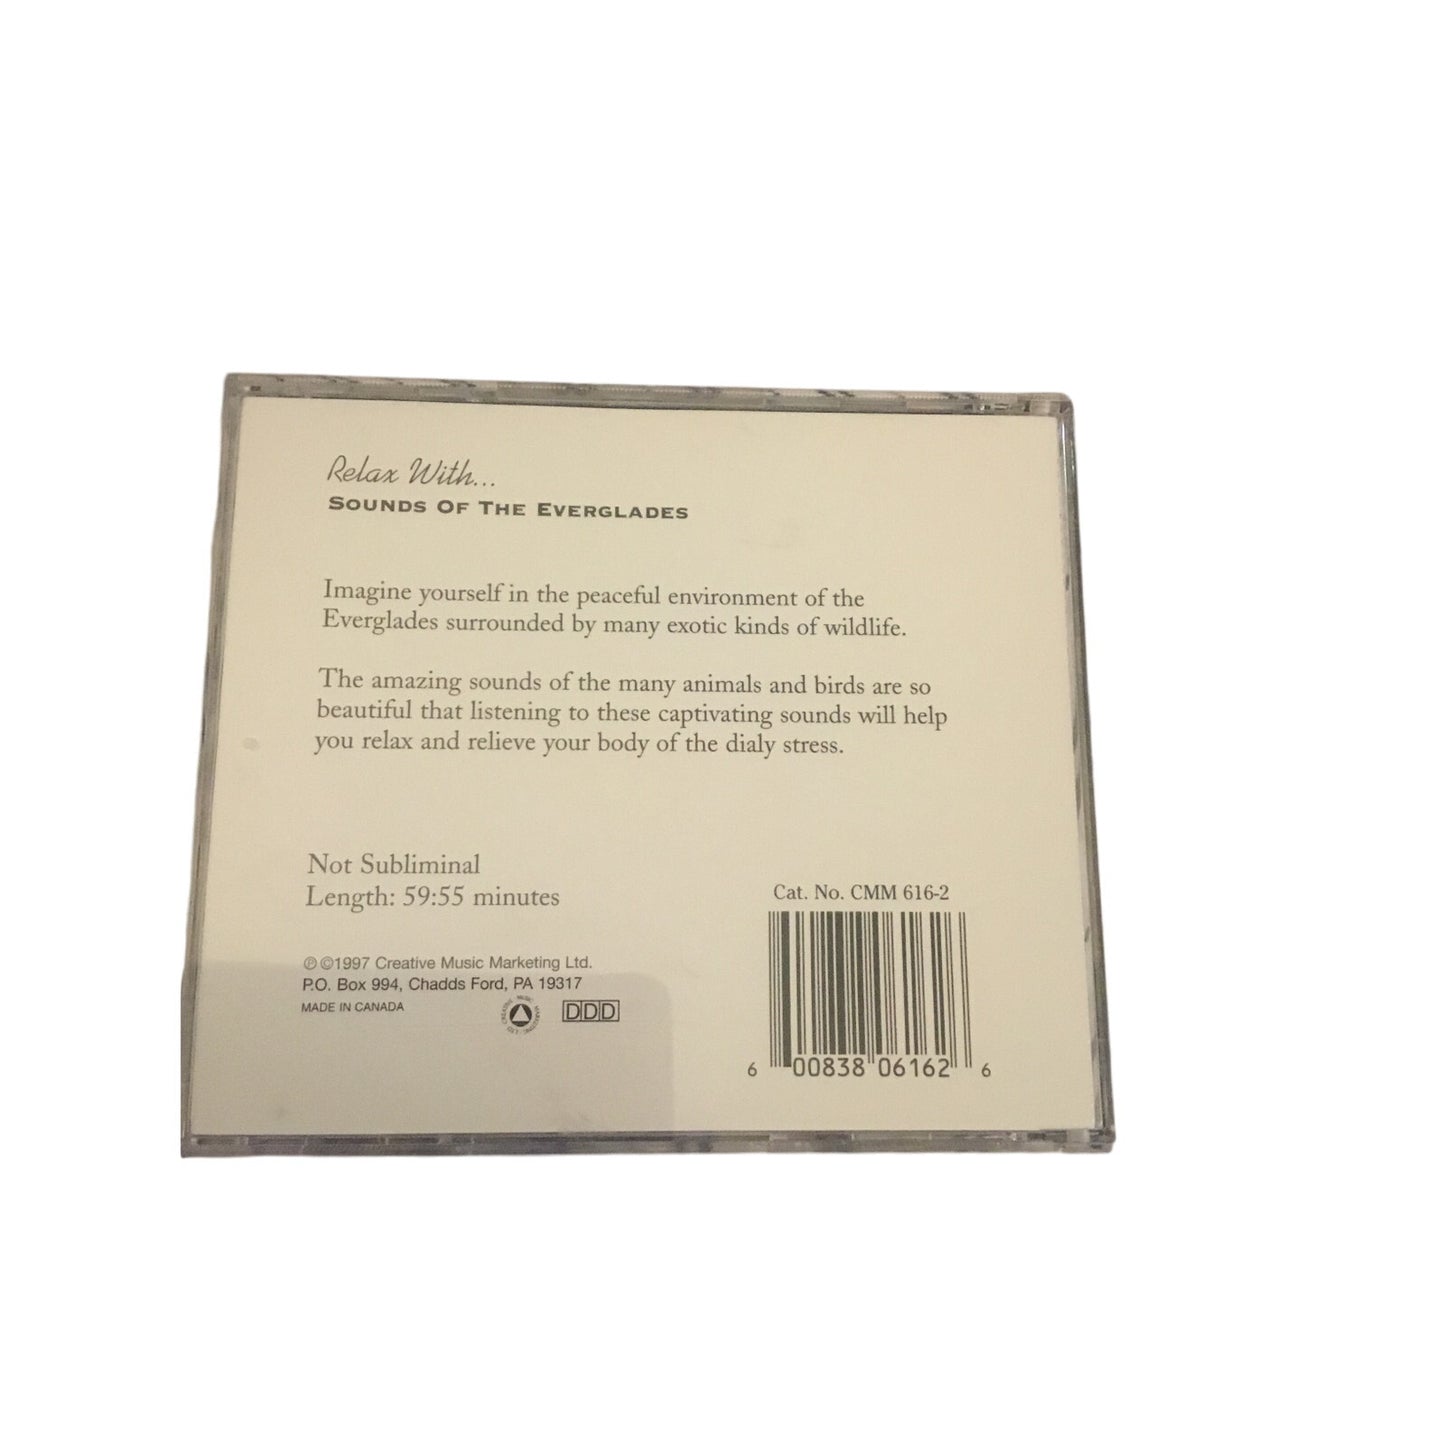 Relax With...
SOUNDS OF THE EVERGLADES
Imagine yourself in the peaceful environment of the
Everglades surrounded by many exotic kinds of wildlife.
The amazing sounds of the many animals and birds are so
beautiful that listening to these captivating sounds will help
you relax and relieve your body of the dialy stress.
Not Subliminal
Length: 59:55 minutes
Cat. No. CMM 616-2
℗ ©1997 Creative Music Marketing Ltd.
P.O. Box 994, Chadds Ford, PA 19317
MADE IN CANADA
CREATIVE MUSIC MARKETING LTD
DDD
6 00838 06162 6